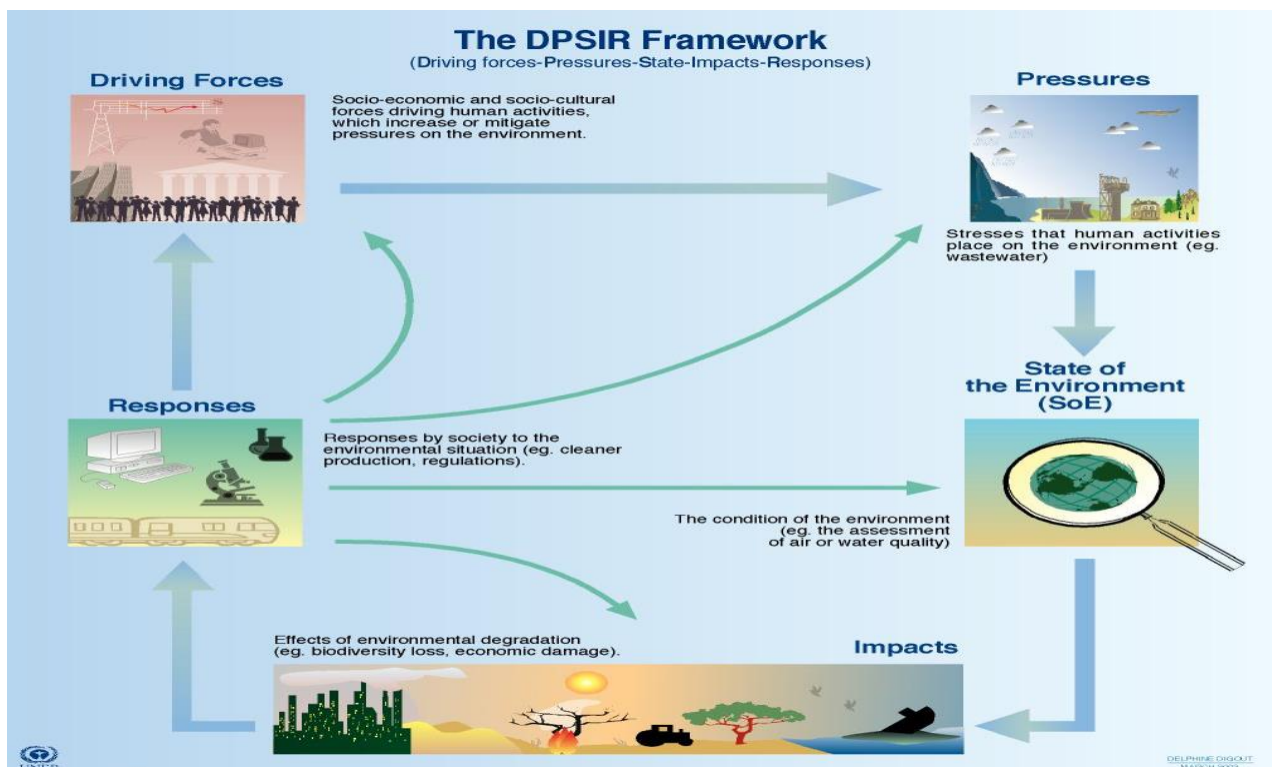 The DPSIR Framework
(Driving forces-Pressures-State-Impacts-Responses)
Driving Forces
Socio-economic and socio-cultural
forces driving human activities,
which increase or mitigate
pressures on the environment.
Pressures
Stresses that human activities
place on the environment (eg.
wastewater)
State of
the Environment
(SoE)
Responses
Responses by society to the
environmental situation (eg. cleaner
production, regulations).
The condition of the environment
(eg. the assessment
of air or water quality)
Effects of environmental degradation
(eg. biodiversity loss, economic damage).
Impacts
DELPHINE DIGOUT